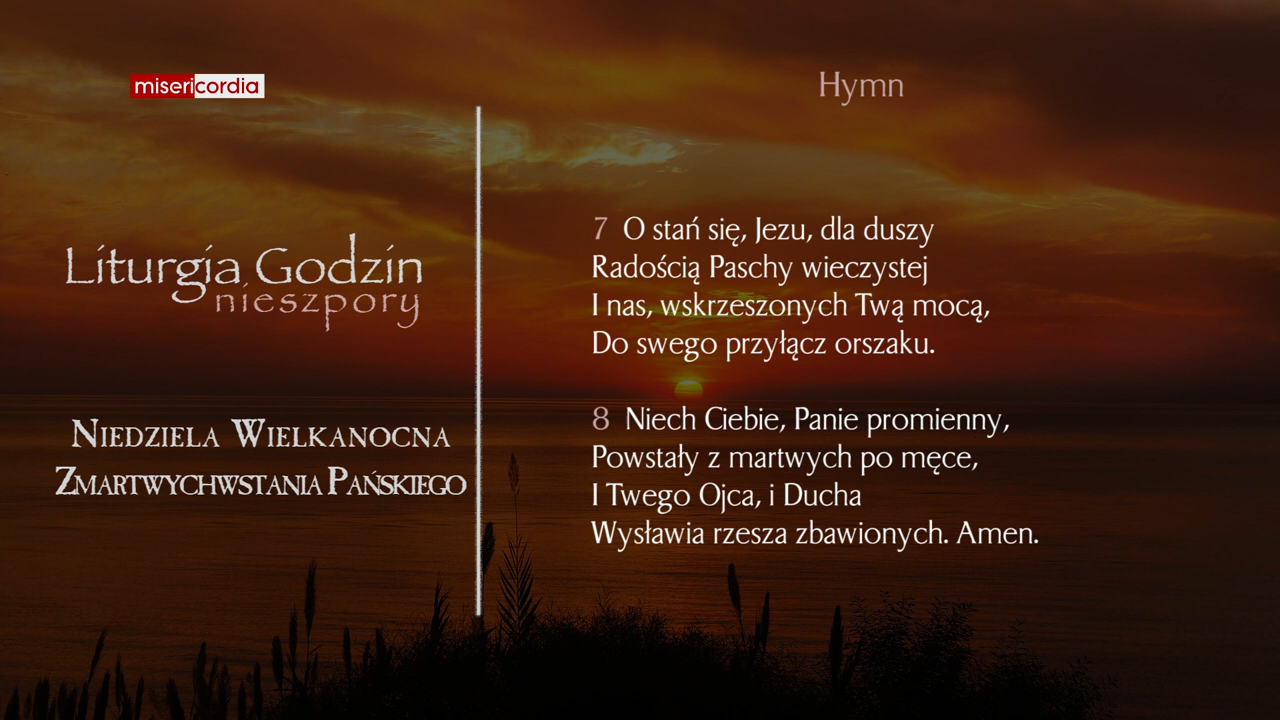 misericordia
Hymn
Liturgia Godzin
nieszpory
Niedziela Wielkanocna
Zmartwychwstania Pańskiego
7 O stań się, Jezu, dla duszy
Radością Paschy wieczystej
I nas, wskrzeszonych Twą mocą,
Do swego przyłącz orszaku.
8 Niech Ciebie, Panie promienny,
Powstały z martwych po męce,
I Twego Ojca, i Ducha
Wysławia rzesza zbawionych. Amen.